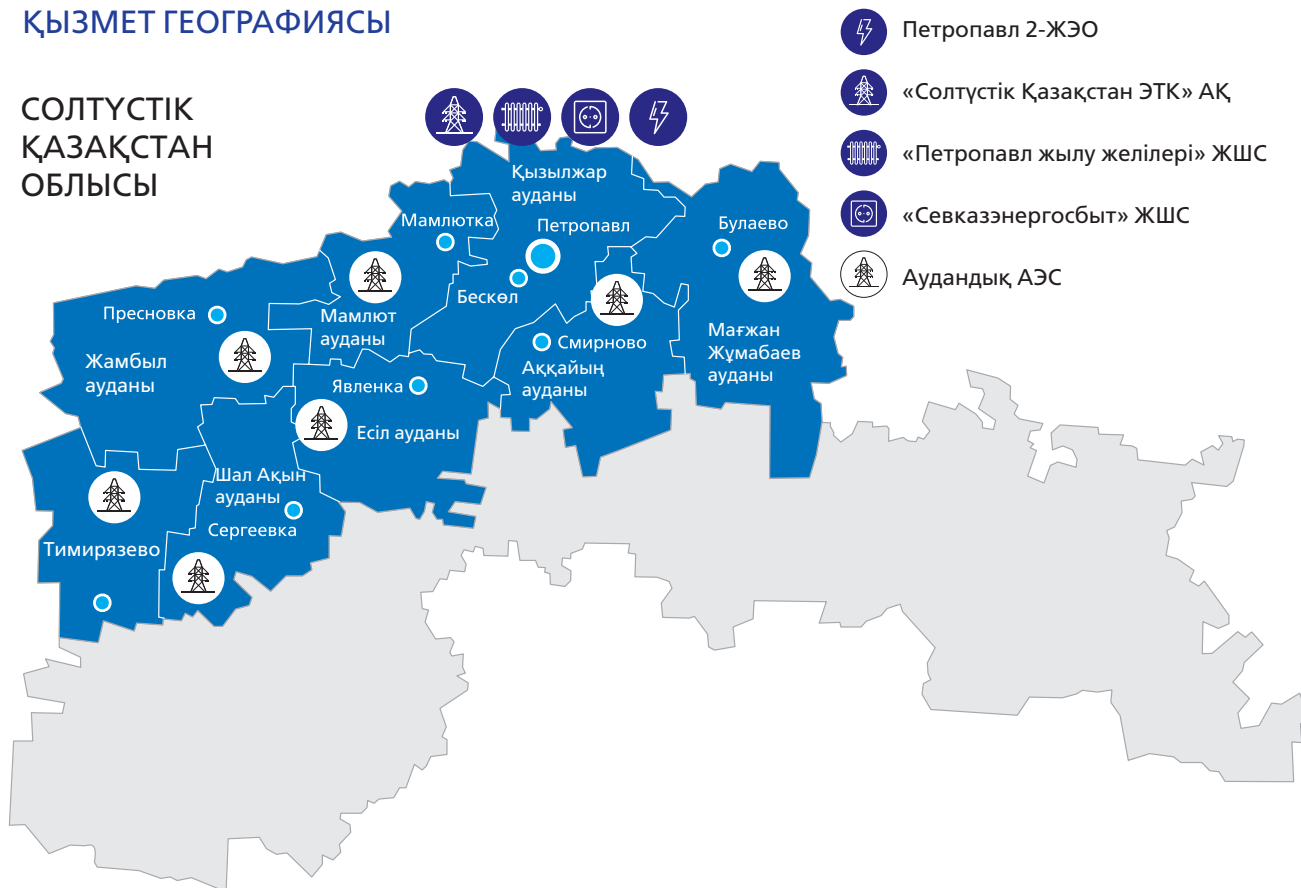 ҚЫЗМЕТ ГЕОГРАФИЯСЫ
СОЛТҮСТІК
ҚАЗАҚСТАН
ОБЛЫСЫ
Петропавл 2-ЖЭО
«Солтүстік Қазақстан ЭТК» АҚ
«Петропавл жылу желілері» ЖШС
«Севказэнергосбыт» ЖШС
Аудандық АЭС
Қызылжар
ауданы
Мамлютка
Петропавл
Булаево
Бескөл
Пресновка
Мамлют
ауданы
Смирново
Мағжан
Жұмабаев
ауданы
Жамбыл
ауданы
Аққайың
ауданы
Явленка
Есіл ауданы
Шал Ақын
ауданы
Сергеевка
Тимирязево